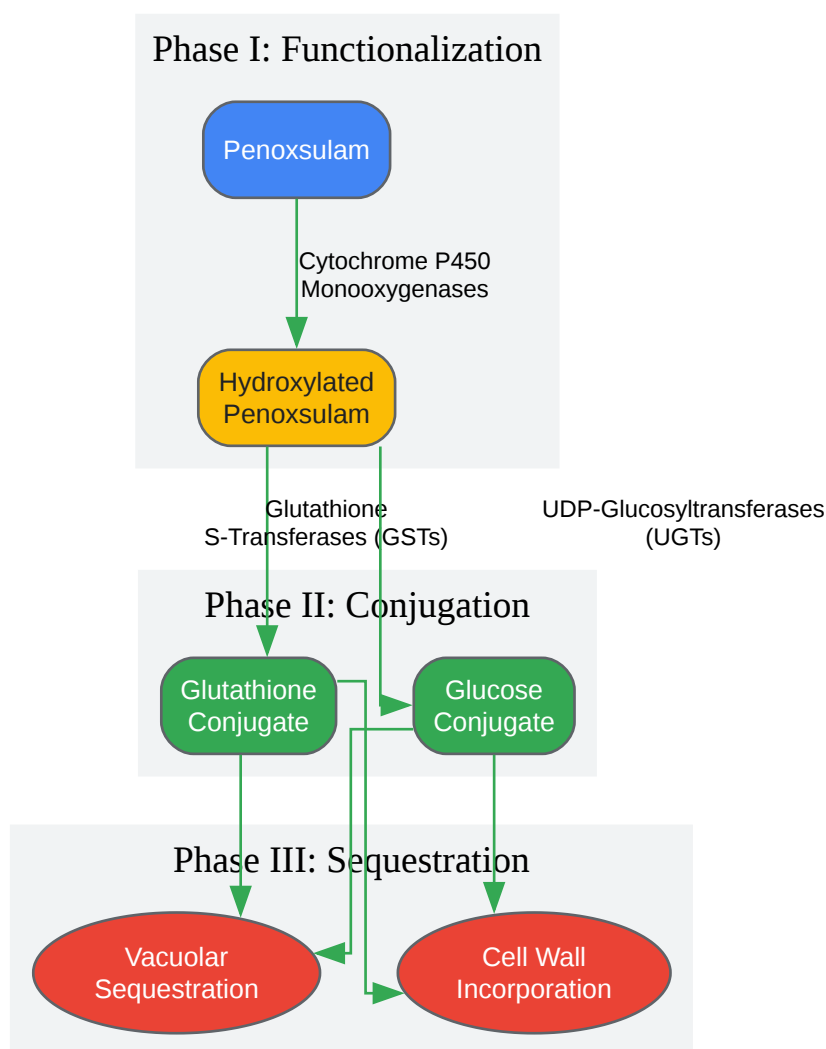 Phase I: Functionalization
Penoxsulam
Cytochrome P450
Monooxygenases
Hydroxylated
Penoxsulam
Glutathione
S-Transferases (GSTs)
UDP-Glucosyltransferases
(UGTs)
Phase II: Conjugation
Glutathione
Conjugate
Glucose
Conjugate
Phase III: Sequestration
Vacuolar
Sequestration
Cell Wall
Incorporation